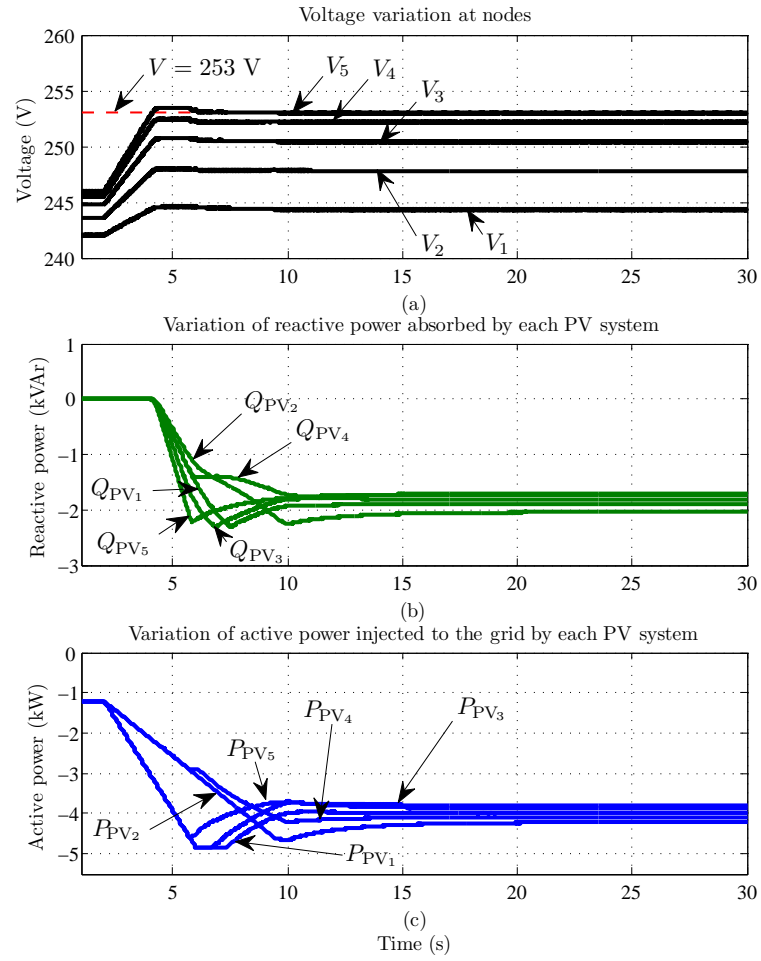 Voltage variation at nodes
260
255
250
245
240
Voltage (V)
V = 253 V
V5
V4
V3
V2
V1
5 10 15 20 25 30
(a)
Variation of reactive power absorbed by each PV system
1
0
−1
−2
−3
Reactive power (kVAr)
QPV2
QPV4
QPV1
QPV5
QPV3
5 10 15 20 25 30
(b)
Variation of active power injected to the grid by each PV system
0
−1
−2
−3
−4
−5
Active power (kW)
PPV4
PPV3
PPV5
PPV2
PPV1
5 10 15 20 25 30
(c)
Time (s)